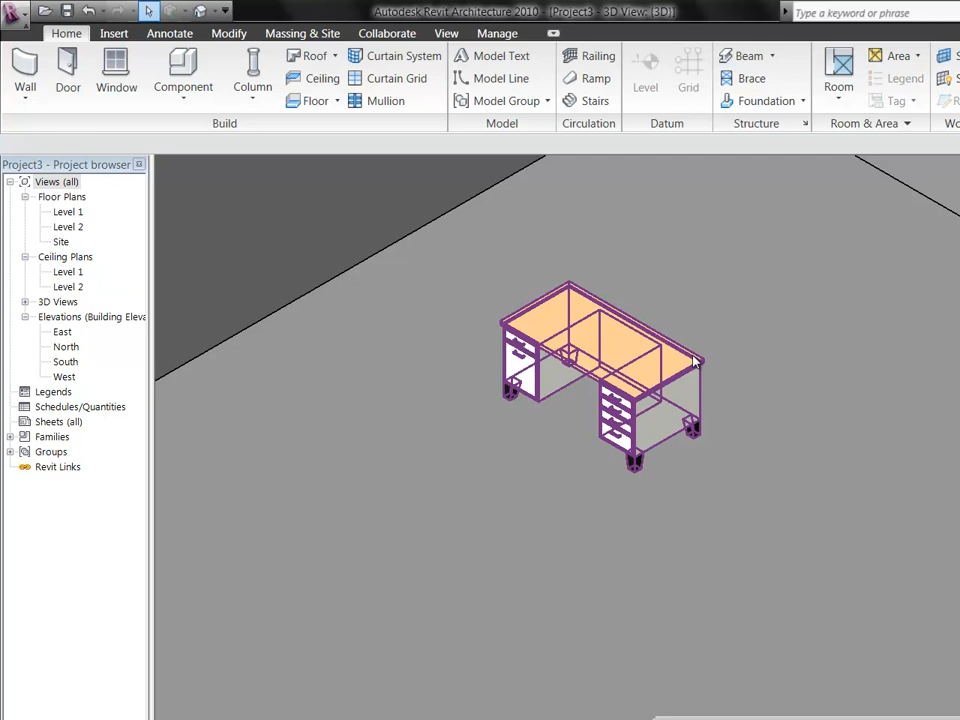 Autodesk Revit Architecture 2010 - [Project3 - 3D View: {3D}]
Type a keyword or phrase
Home Insert Annotate Modify Massing & Site Collaborate View Manage
Roof Curtain System Model Text Railing Beam Area
Ceiling Curtain Grid Model Line Ramp Brace Legend
Wall Door Window Component Column Level Grid Room
Floor Mullion Model Group Stairs Foundation Tag
Build Model Circulation Datum Structure Room & Area Wo
Project3 - Project browser
Views (all)
Floor Plans
Level 1
Level 2
Site
Ceiling Plans
Level 1
Level 2
3D Views
Elevations (Building Eleva
East
North
South
West
Legends
Schedules/Quantities
Sheets (all)
Families
Groups
Revit Links